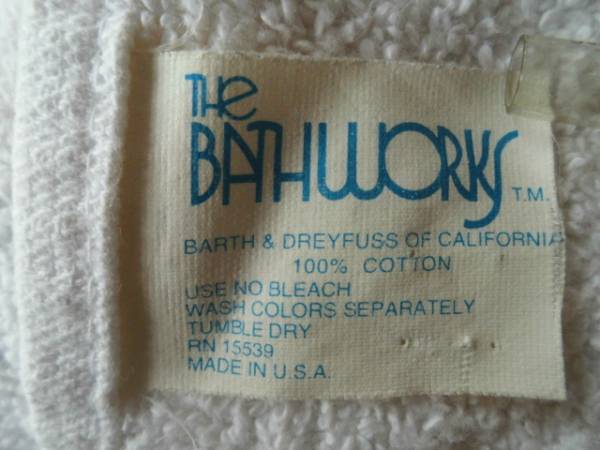 THE
BATHWORKS T.M.
BARTH & DREYFUSS OF CALIFORNIA
100% COTTON
USE NO BLEACH
WASH COLORS SEPARATELY
TUMBLE DRY
RN 15539
MADE IN U.S.A.